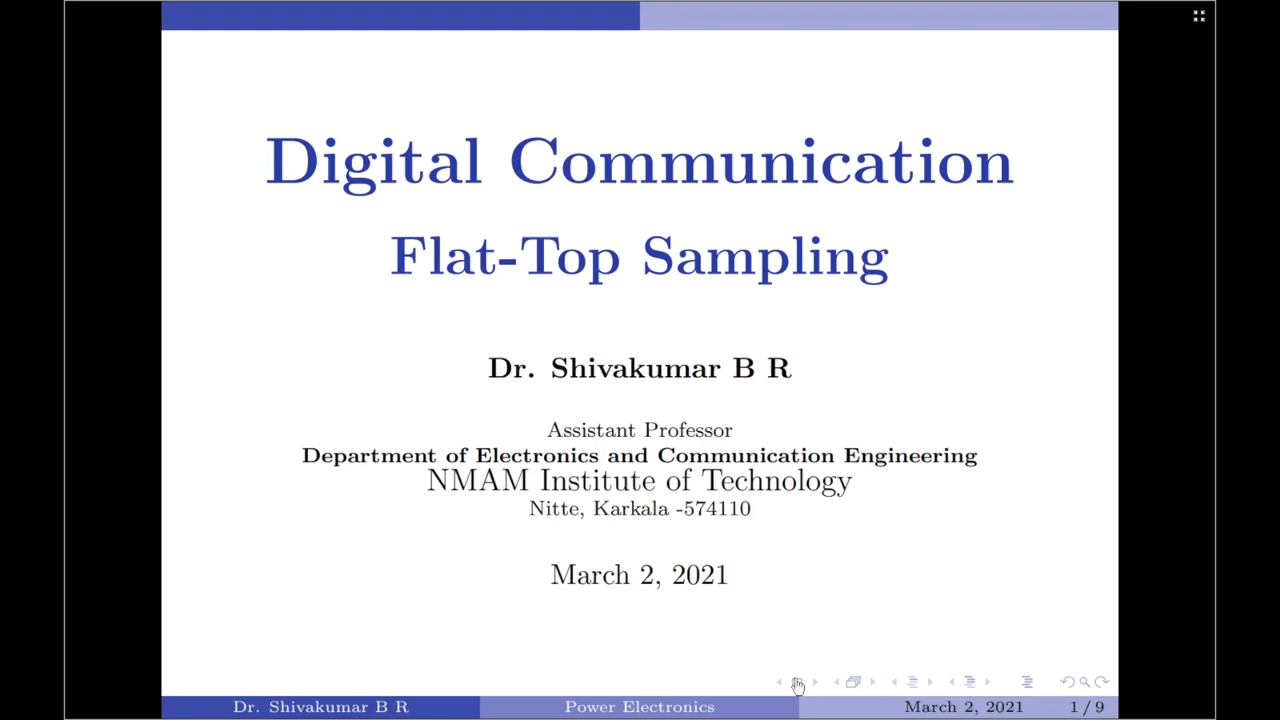 Digital Communication
Flat-Top Sampling
Dr. Shivakumar B R
Assistant Professor
Department of Electronics and Communication Engineering
NMAM Institute of Technology
Nitte, Karkala -574110
March 2, 2021
Dr. Shivakumar B R Power Electronics March 2, 2021 1 / 9